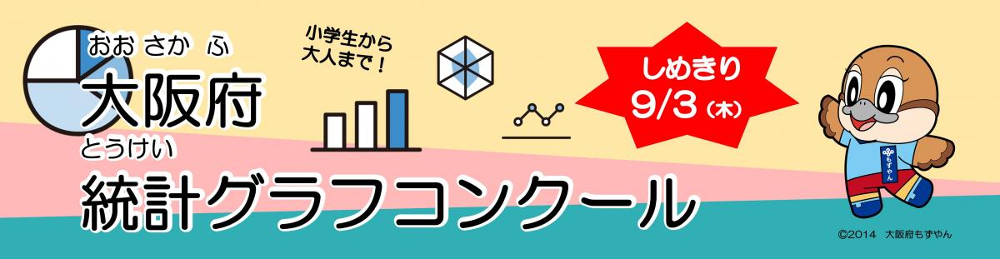 おおさかふ
大阪府
とうけい
統計グラフコンクール
小学生から
大人まで！
しめきり
9/3（木）
もずやん
©2014 大阪府もずやん